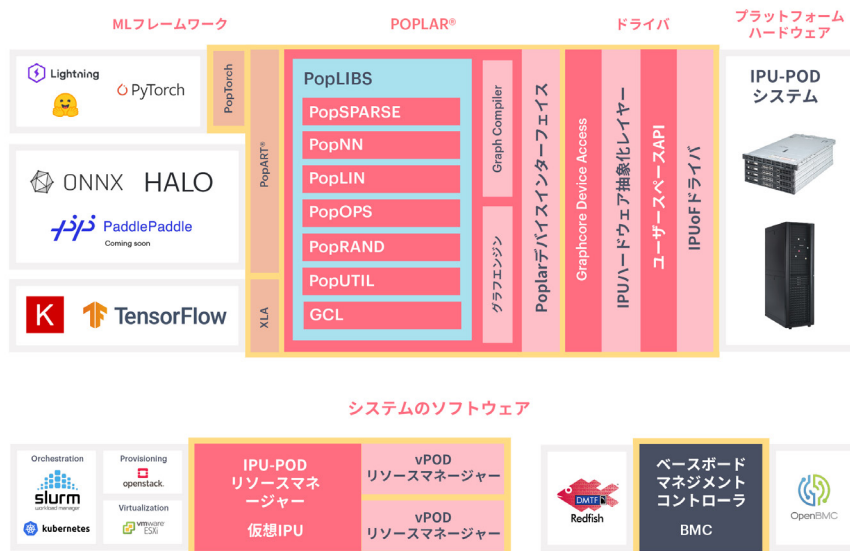 MLフレームワーク
POPLAR®
ドライバ
プラットフォーム
ハードウェア
Lightning
PyTorch
PopTorch
ONNX
HALO
PaddlePaddle
Coming soon
PopART®
K
TensorFlow
XLA
PopLIBS
PopSPARSE
PopNN
PopLIN
PopOPS
PopRAND
PopUTIL
GCL
Graph Compiler
グラフエンジン
Poplarデバイスインターフェイス
Graphcore Device Access
IPUハードウェア抽象化レイヤー
ユーザースペースAPI
IPUoFドライバ
IPU-POD
システム
システムのソフトウェア
Orchestration
slurm
workload manager
kubernetes
Provisioning
openstack.
Virtualization
vmware
ESXi
IPU-POD
リソースマネ
ージャー
仮想IPU
vPOD
リソースマネージャー
vPOD
リソースマネージャー
DMTF
Redfish
ベースボード
マネジメント
コントローラ
BMC
OpenBMC